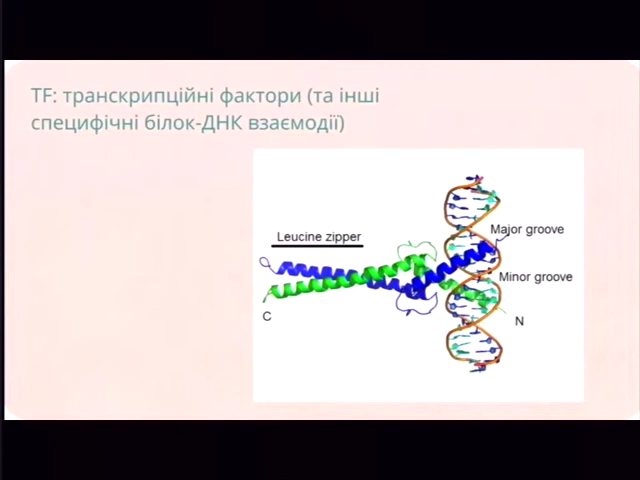 TF: транскрипційні фактори (та інші
специфічні білок-ДНК взаємодії)
Leucine zipper
Major groove
Minor groove
C
N